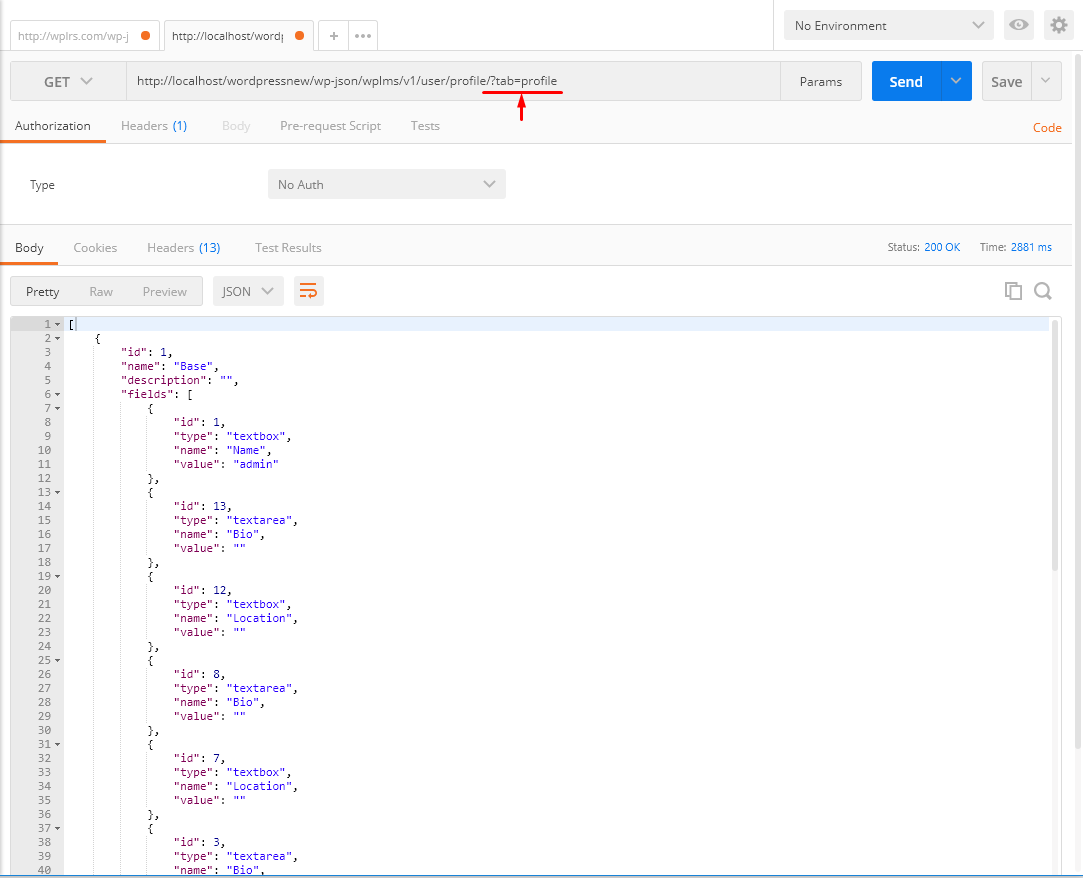 http://wplrs.com/wp-j http://localhost/wordp + ••• No Environment
GET http://localhost/wordpressnew/wp-json/wplms/v1/user/profile/?tab=profile Params Send Save
Authorization Headers (1) Body Pre-request Script Tests Code
Type No Auth
Body Cookies Headers (13) Test Results Status: 200 OK Time: 2881 ms
Pretty Raw Preview JSON
1 [
2 {
3 "id": 1,
4 "name": "Base",
5 "description": "",
6 "fields": [
7 {
8 "id": 1,
9 "type": "textbox",
10 "name": "Name",
11 "value": "admin"
12 },
13 {
14 "id": 13,
15 "type": "textarea",
16 "name": "Bio",
17 "value": ""
18 },
19 {
20 "id": 12,
21 "type": "textbox",
22 "name": "Location",
23 "value": ""
24 },
25 {
26 "id": 8,
27 "type": "textarea",
28 "name": "Bio",
29 "value": ""
30 },
31 {
32 "id": 7,
33 "type": "textbox",
34 "name": "Location",
35 "value": ""
36 },
37 {
38 "id": 3,
39 "type": "textarea",
40 "name": "Bio",